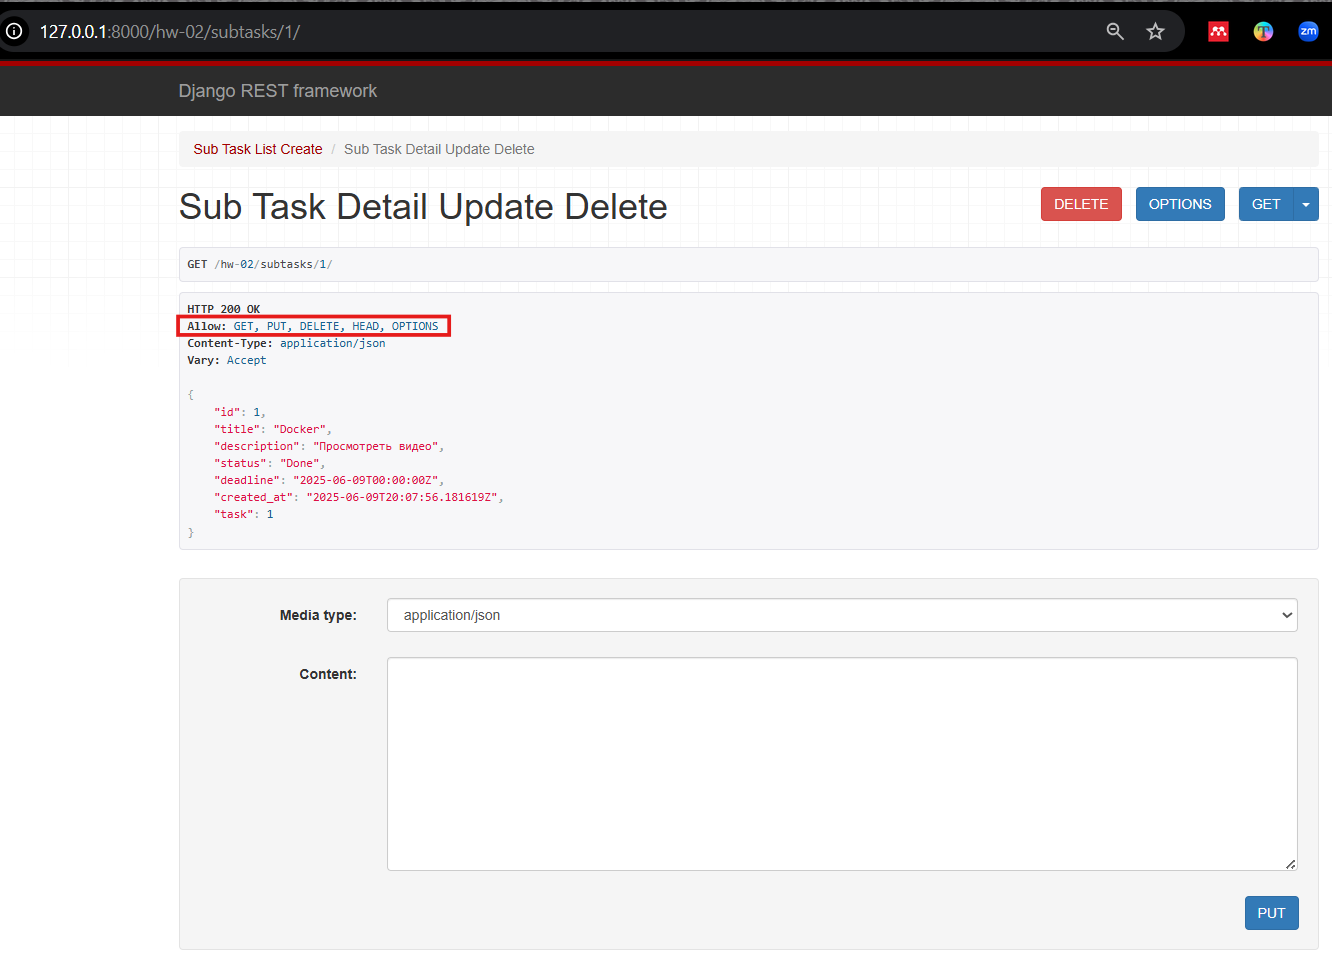 127.0.0.1:8000/hw-02/subtasks/1/
zm
Django REST framework
Sub Task List Create / Sub Task Detail Update Delete
Sub Task Detail Update Delete
DELETE
OPTIONS
GET
GET /hw-02/subtasks/1/
HTTP 200 OK
Allow: GET, PUT, DELETE, HEAD, OPTIONS
Content-Type: application/json
Vary: Accept
{
"id": 1,
"title": "Docker",
"description": "Просмотреть видео",
"status": "Done",
"deadline": "2025-06-09T00:00:00Z",
"created_at": "2025-06-09T20:07:56.181619Z",
"task": 1
}
Media type:
application/json
Content:
PUT